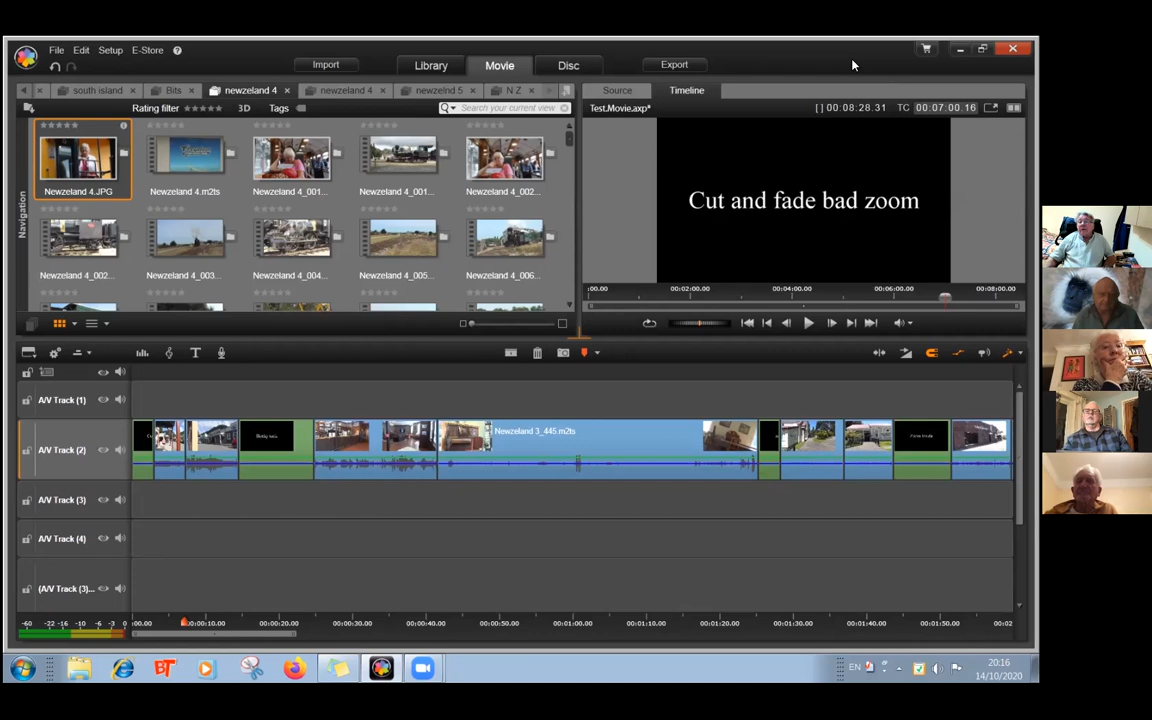 File Edit Setup E-Store ?
Import Library Movie Disc Export
south island Bits newzeland 4 newzeland 4 newzelnd 5 N Z
Source Timeline
Rating filter 3D Tags Search your current view
Test.Movie.axp* [ ] 00:08:28.31 TC 00:07:00.16
Navigation
Newzeland 4.JPG Newzeland 4.m2ts Newzeland 4_001... Newzeland 4_001... Newzeland 4_002...
Newzeland 4_002... Newzeland 4_003... Newzeland 4_004... Newzeland 4_005... Newzeland 4_006...
Cut and fade bad zoom
:00.00 00:02:00.00 00:04:00.00 00:06:00.00 00:08:00.00
A/V Track (1)
A/V Track (2)
Newzeland 3_445.m2ts
A/V Track (3)
A/V Track (4)
(A/V Track (3)...
-60 -22 -16 -10 -6 -3 0
:00.00 00:00:10.00 00:00:20.00 00:00:30.00 00:00:40.00 00:00:50.00 00:01:00.00 00:01:10.00 00:01:20.00 00:01:30.00 00:01:40.00 00:01:50.00 00:02
BT
EN
20:16
14/10/2020